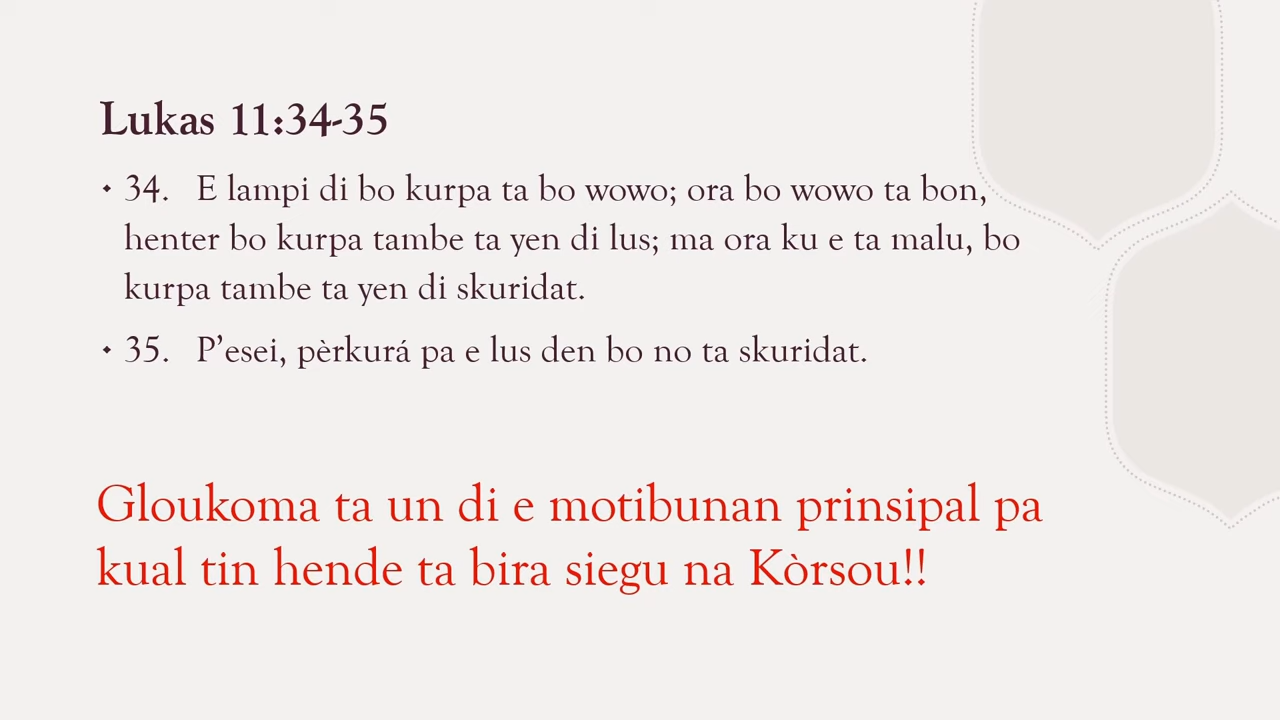 Lukas 11:34-35
• 34. E lampi di bo kurpa ta bo wowo; ora bo wowo ta bon,
henter bo kurpa tambe ta yen di lus; ma ora ku e ta malu, bo
kurpa tambe ta yen di skuridat.
• 35. P’esei, pèrkurá pa e lus den bo no ta skuridat.
Gloukoma ta un di e motibunan prinsipal pa
kual tin hende ta bira siegu na Kòrsou!!